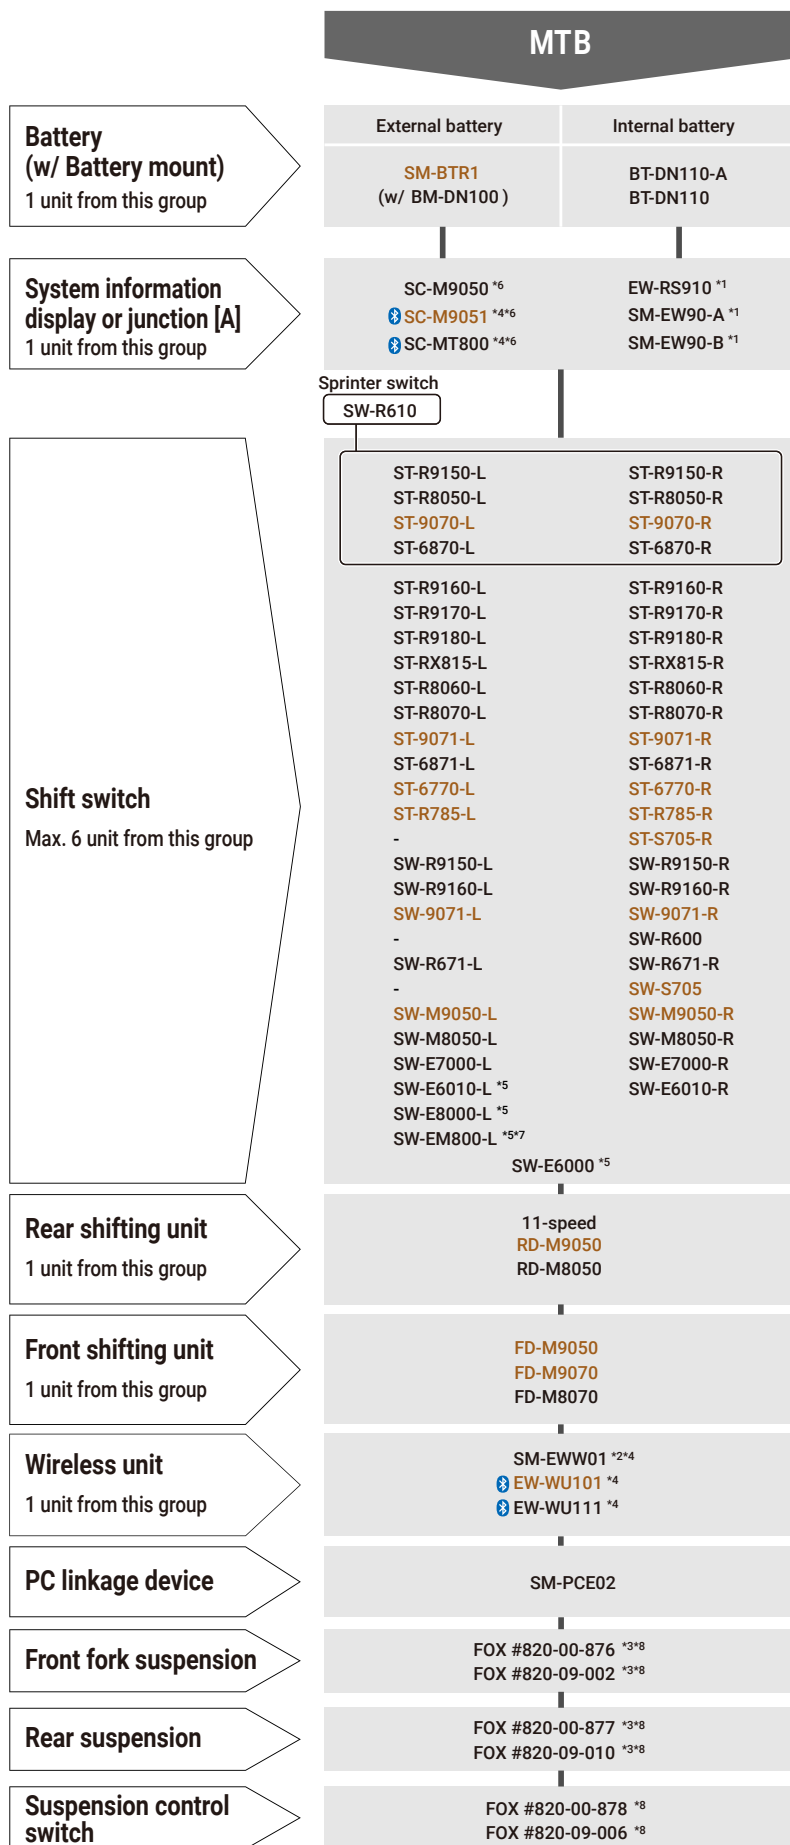 MTB
Battery
(w/ Battery mount)
1 unit from this group
External battery
Internal battery
SM-BTR1
(w/ BM-DN100 )
BT-DN110-A
BT-DN110
System information
display or junction [A]
1 unit from this group
SC-M9050 *6
SC-M9051 *4*6
SC-MT800 *4*6
EW-RS910 *1
SM-EW90-A *1
SM-EW90-B *1
Sprinter switch
SW-R610
Shift switch
Max. 6 unit from this group
ST-R9150-L ST-R9150-R
ST-R8050-L ST-R8050-R
ST-9070-L ST-9070-R
ST-6870-L ST-6870-R
ST-R9160-L ST-R9160-R
ST-R9170-L ST-R9170-R
ST-R9180-L ST-R9180-R
ST-RX815-L ST-RX815-R
ST-R8060-L ST-R8060-R
ST-R8070-L ST-R8070-R
ST-9071-L ST-9071-R
ST-6871-L ST-6871-R
ST-6770-L ST-6770-R
ST-R785-L ST-R785-R
- ST-S705-R
SW-R9150-L SW-R9150-R
SW-R9160-L SW-R9160-R
SW-9071-L SW-9071-R
- SW-R600
SW-R671-L SW-R671-R
- SW-S705
SW-M9050-L SW-M9050-R
SW-M8050-L SW-M8050-R
SW-E7000-L SW-E7000-R
SW-E6010-L *5 SW-E6010-R
SW-E8000-L *5
SW-EM800-L *5*7
SW-E6000 *5
Rear shifting unit
1 unit from this group
11-speed
RD-M9050
RD-M8050
Front shifting unit
1 unit from this group
FD-M9050
FD-M9070
FD-M8070
Wireless unit
1 unit from this group
SM-EWW01 *2*4
EW-WU101 *4
EW-WU111 *4
PC linkage device
SM-PCE02
Front fork suspension
FOX #820-00-876 *3*8
FOX #820-09-002 *3*8
Rear suspension
FOX #820-00-877 *3*8
FOX #820-09-010 *3*8
Suspension control
switch
FOX #820-00-878 *8
FOX #820-09-006 *8